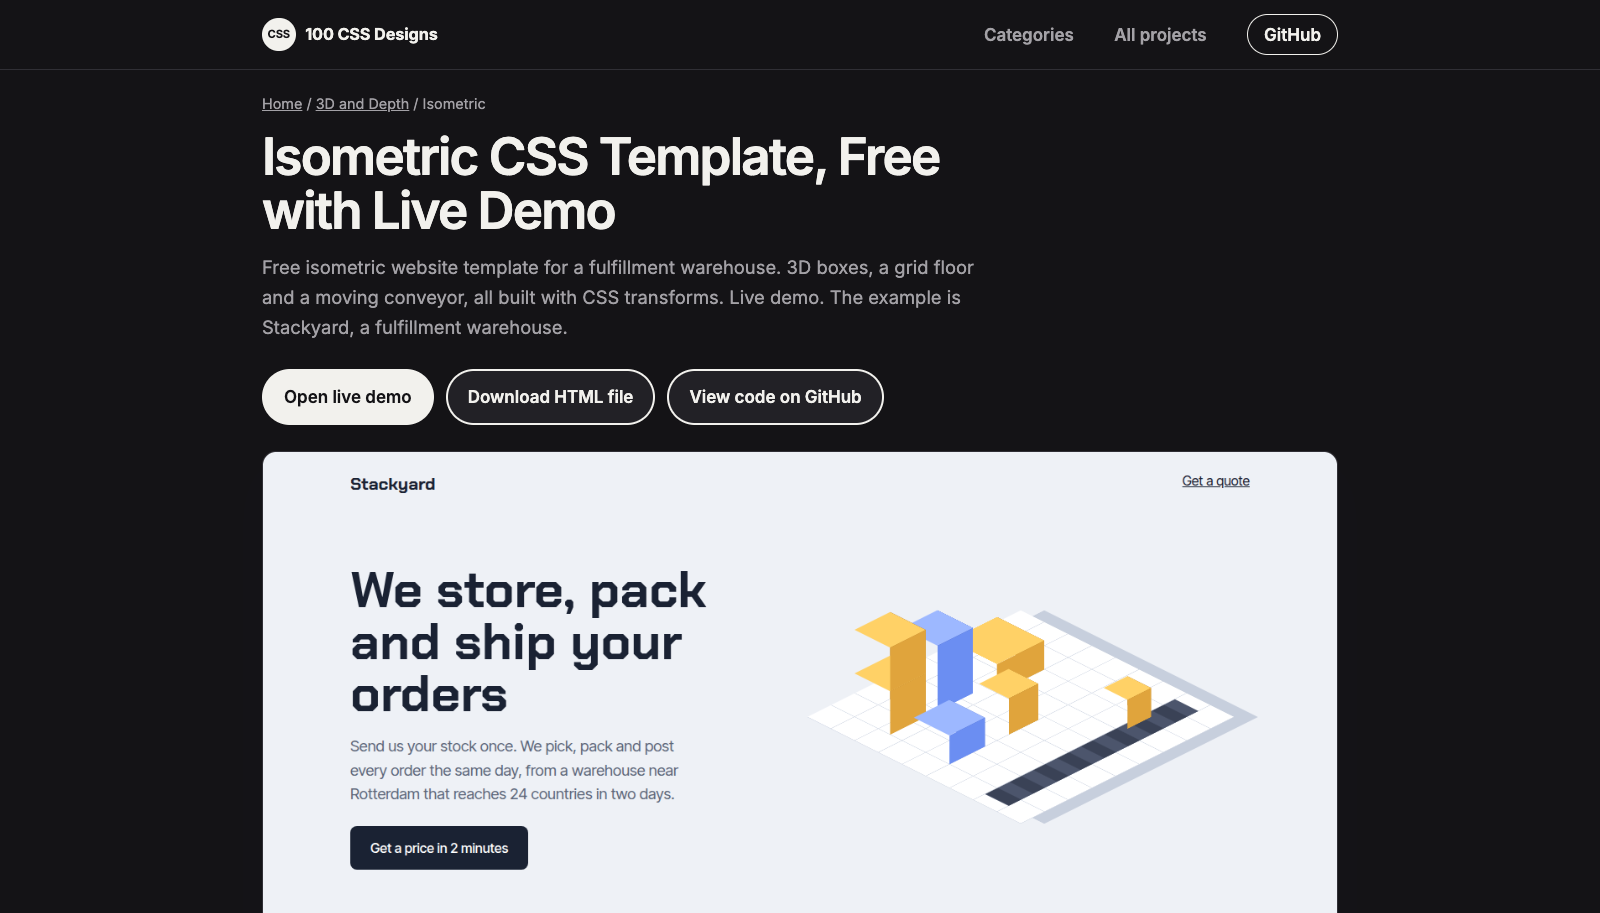 CSS 100 CSS Designs
Categories
All projects
GitHub
Home / 3D and Depth / Isometric
Isometric CSS Template, Free
with Live Demo
Free isometric website template for a fulfillment warehouse. 3D boxes, a grid floor
and a moving conveyor, all built with CSS transforms. Live demo. The example is
Stackyard, a fulfillment warehouse.
Open live demo
Download HTML file
View code on GitHub
Stackyard
Get a quote
We store, pack
and ship your
orders
Send us your stock once. We pick, pack and post
every order the same day, from a warehouse near
Rotterdam that reaches 24 countries in two days.
Get a price in 2 minutes